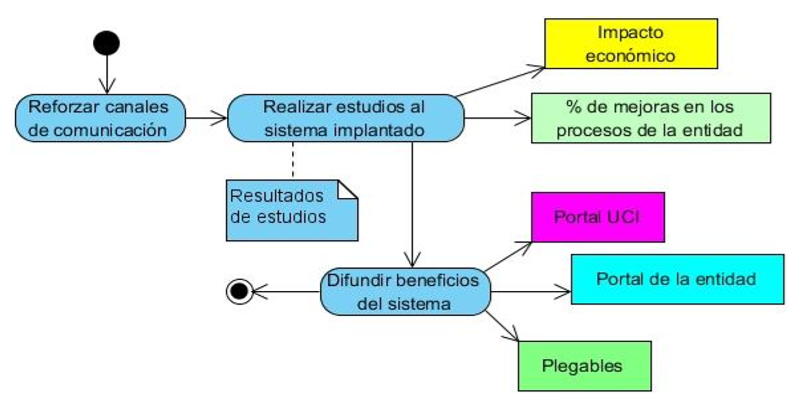 Impacto
económico
Reforzar canales
de comunicación
Realizar estudios al
sistema implantado
% de mejoras en los
procesos de la entidad
Resultados
de estudios
Portal UCI
Difundir beneficios
del sistema
Portal de la entidad
Plegables